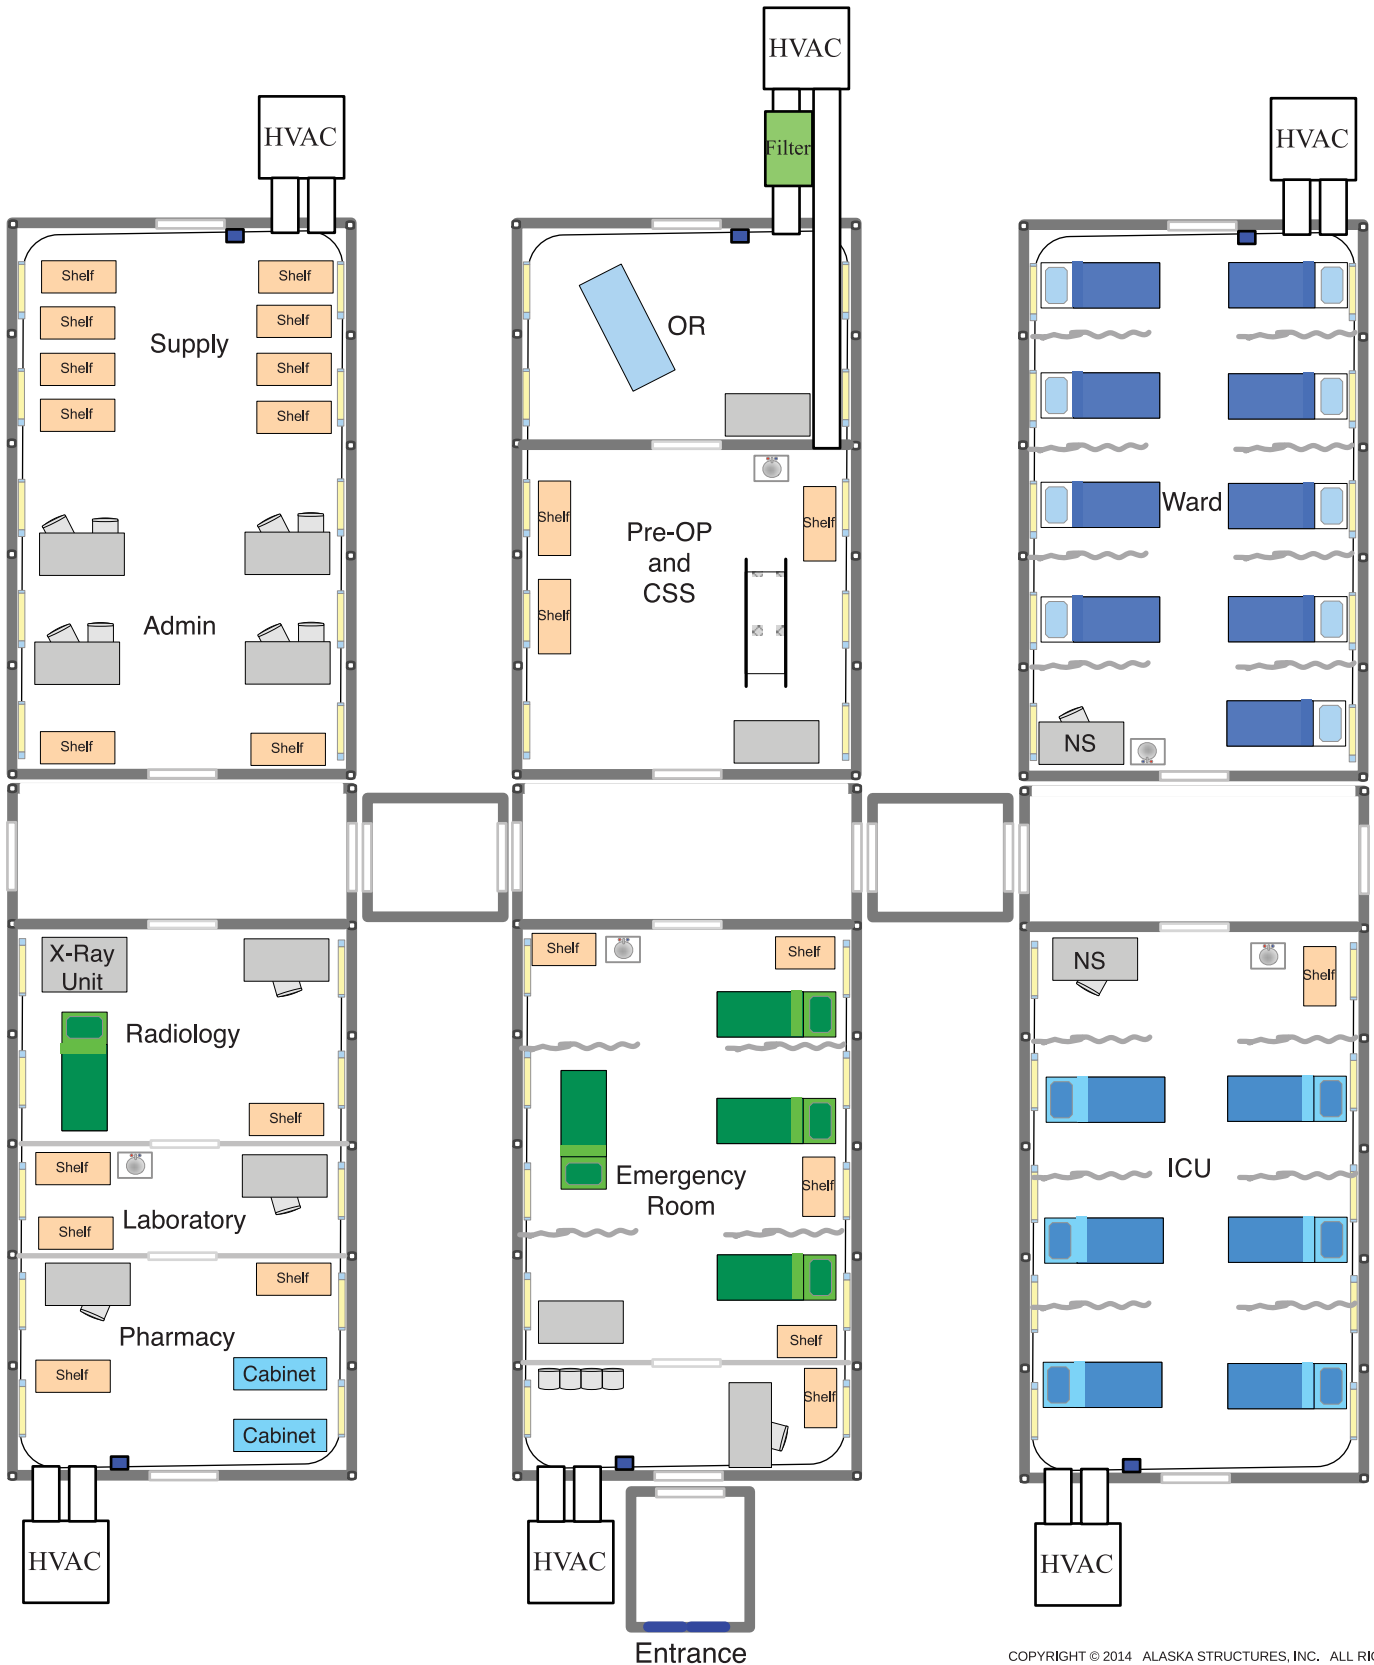 HVAC
HVAC
HVAC
Filter
Shelf
Shelf
Shelf
Shelf
Shelf
Shelf
Shelf
Shelf
Supply
Admin
Shelf
Shelf
OR
Shelf
Shelf
Shelf
Pre-OP
and
CSS
Ward
NS
X-Ray
Unit
Radiology
Shelf
Shelf
Laboratory
Shelf
Shelf
Pharmacy
Shelf
Cabinet
Cabinet
HVAC
Shelf
Shelf
Emergency
Room
Shelf
Shelf
Shelf
HVAC
Entrance
NS
Shelf
ICU
HVAC
COPYRIGHT © 2014 ALASKA STRUCTURES, INC. ALL RI